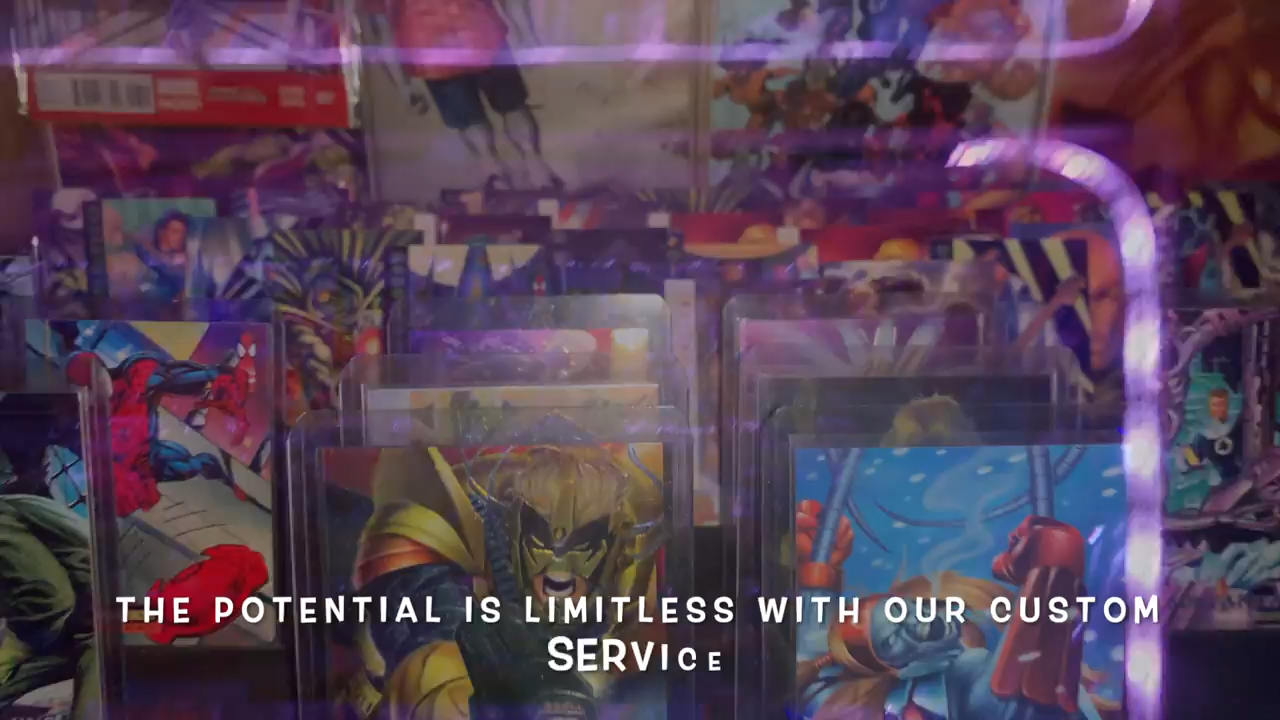 THE POTENTIAL IS LIMITLESS WITH OUR CUSTOM
SERVICE